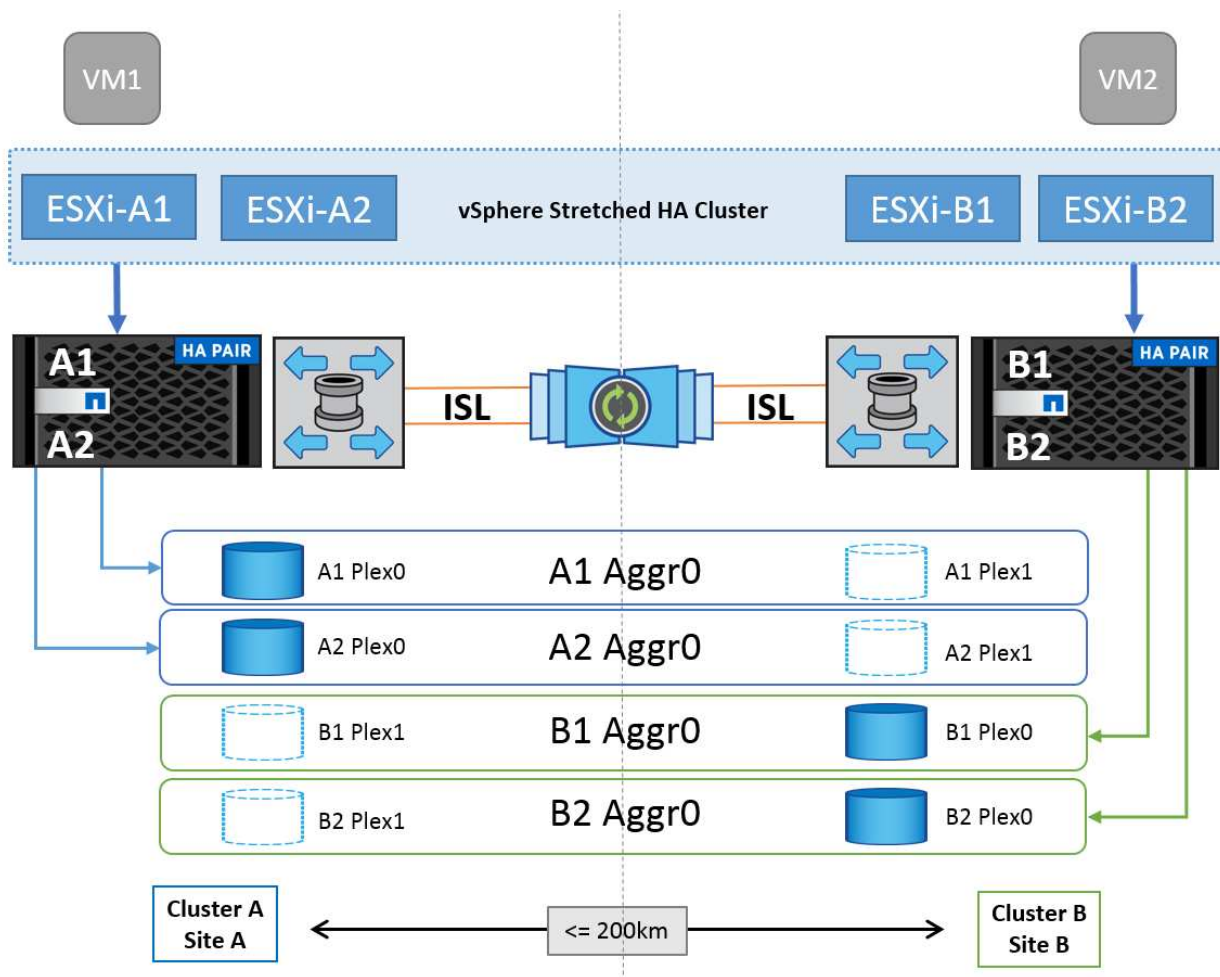 VM1
VM2
ESXi-A1
ESXi-A2
vSphere Stretched HA Cluster
ESXi-B1
ESXi-B2
A1
HA PAIR
A2
ISL
ISL
B1
HA PAIR
B2
A1 Plex0
A1 Aggr0
A1 Plex1
A2 Plex0
A2 Aggr0
A2 Plex1
B1 Plex1
B1 Aggr0
B1 Plex0
B2 Plex1
B2 Aggr0
B2 Plex0
Cluster A
Site A
<= 200km
Cluster B
Site B